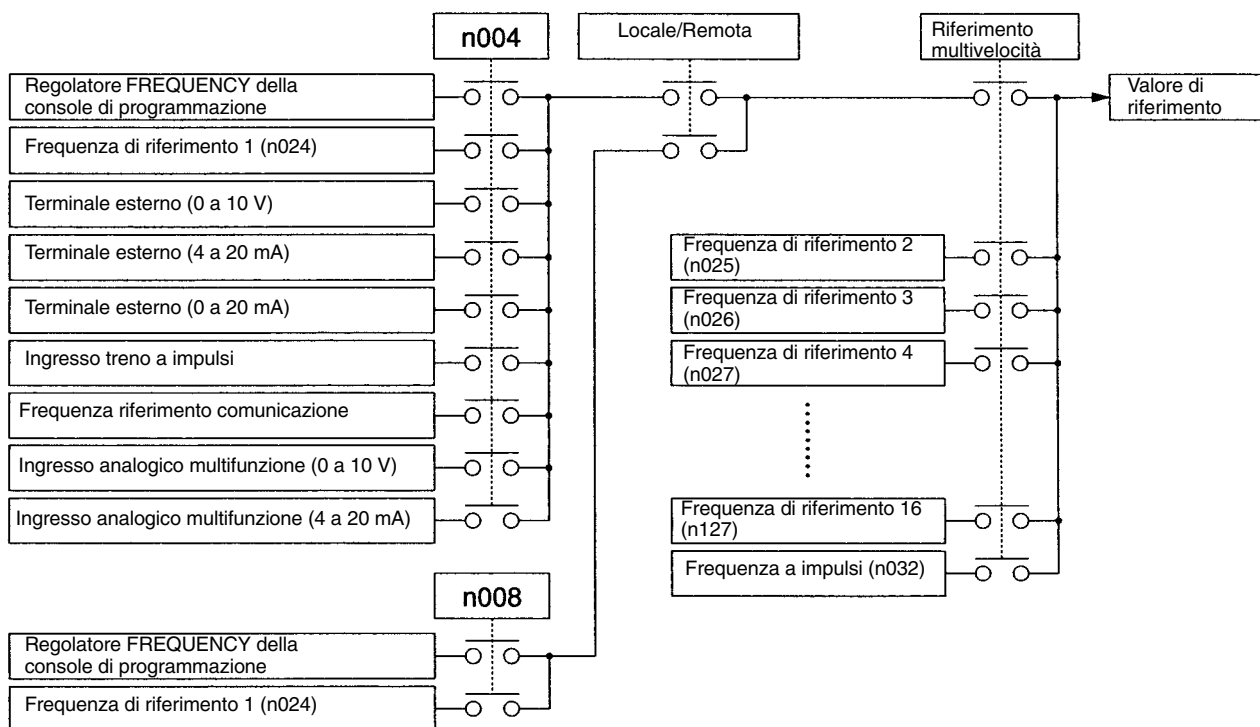 n004
Locale/Remota
Riferimento
multivelocità
Regolatore FREQUENCY della
console di programmazione
Valore di
riferimento
Frequenza di riferimento 1 (n024)
Terminale esterno (0 a 10 V)
Terminale esterno (4 a 20 mA)
Frequenza di riferimento 2
(n025)
Terminale esterno (0 a 20 mA)
Frequenza di riferimento 3
(n026)
Ingresso treno a impulsi
Frequenza di riferimento 4
(n027)
Frequenza riferimento comunicazione
Ingresso analogico multifunzione (0 a 10 V)
Ingresso analogico multifunzione (4 a 20 mA)
Frequenza di riferimento 16
(n127)
Frequenza a impulsi (n032)
n008
Regolatore FREQUENCY della
console di programmazione
Frequenza di riferimento 1 (n024)